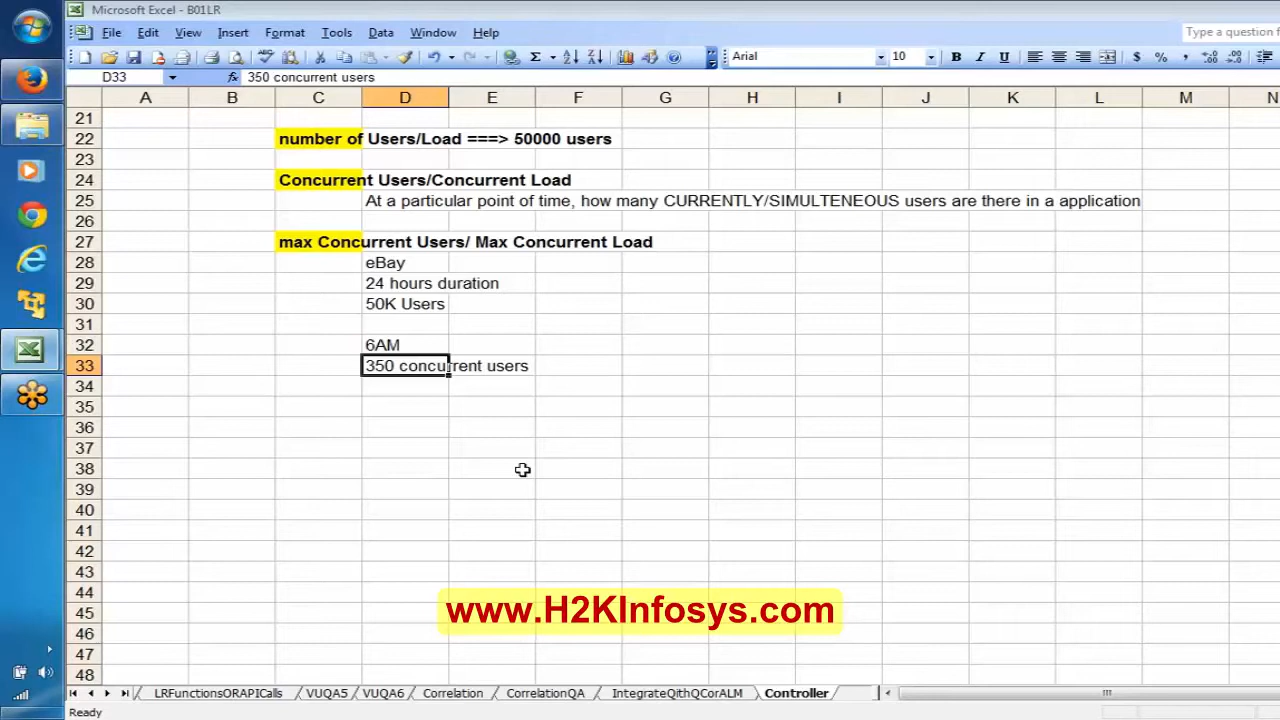 Microsoft Excel - B01LR
File Edit View Insert Format Tools Data Window Help
Type a question f
Arial 10 B I U $ % ,
D33 fx 350 concurrent users
A B C D E F G H I J K L M N
21
22 number of Users/Load ===> 50000 users
23
24 Concurrent Users/Concurrent Load
25 At a particular point of time, how many CURRENTLY/SIMULTENEOUS users are there in a application
26
27 max Concurrent Users/ Max Concurrent Load
28 eBay
29 24 hours duration
30 50K Users
31
32 6AM
33 350 concurrent users
34
35
36
37
38
39
40
41
42
43
44
45
46
47
48
www.H2KInfosys.com
LRFunctionsORAPICalls VUQA5 VUQA6 Correlation CorrelationQA IntegrateQithQCorALM Controller
Ready